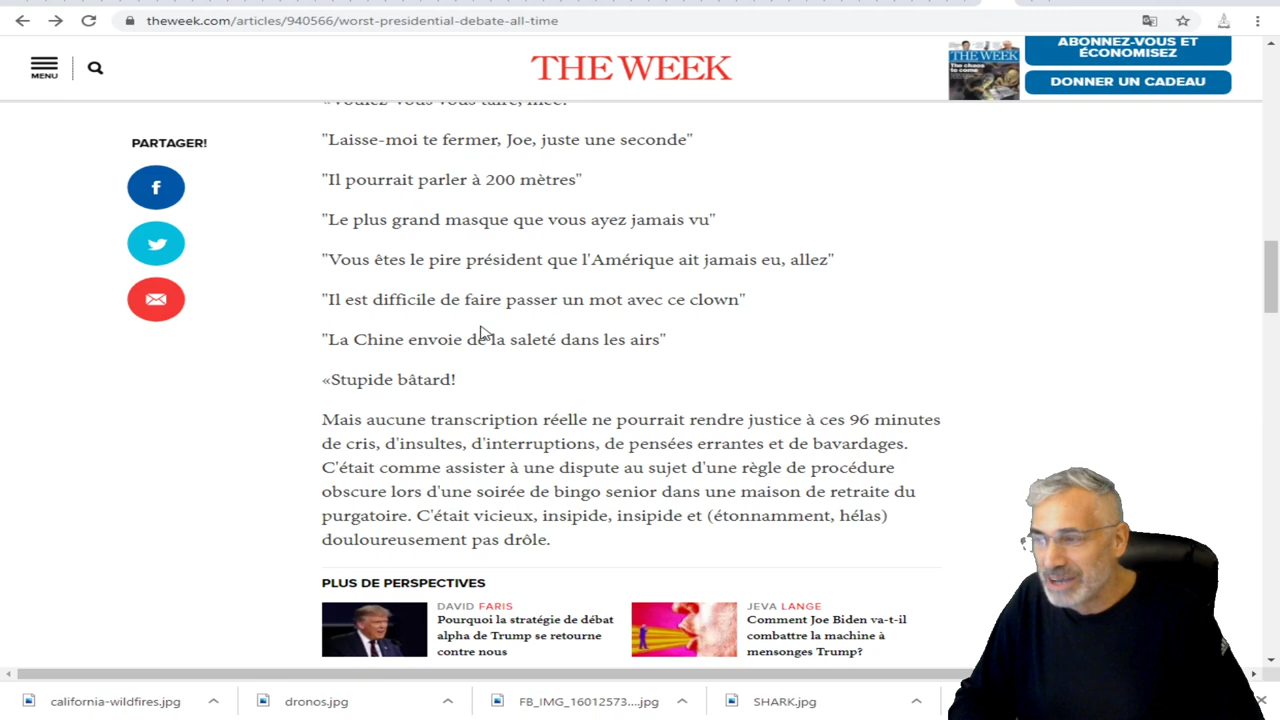 theweek.com/articles/940566/worst-presidential-debate-all-time
MENU
THE WEEK
THE WEEK
ABONNEZ-VOUS ET
ÉCONOMISEZ
DONNER UN CADEAU
PARTAGER!
"Laisse-moi te fermer, Joe, juste une seconde"
"Il pourrait parler à 200 mètres"
"Le plus grand masque que vous ayez jamais vu"
"Vous êtes le pire président que l'Amérique ait jamais eu, allez"
"Il est difficile de faire passer un mot avec ce clown"
"La Chine envoie de la saleté dans les airs"
«Stupide bâtard!
Mais aucune transcription réelle ne pourrait rendre justice à ces 96 minutes
de cris, d'insultes, d'interruptions, de pensées errantes et de bavardages.
C'était comme assister à une dispute au sujet d'une règle de procédure
obscure lors d'une soirée de bingo senior dans une maison de retraite du
purgatoire. C'était vicieux, insipide, insipide et (étonnamment, hélas)
douloureusement pas drôle.
PLUS DE PERSPECTIVES
DAVID FARIS
Pourquoi la stratégie de débat
alpha de Trump se retourne
contre nous
JEVA LANGE
Comment Joe Biden va-t-il
combattre la machine à
mensonges Trump?
california-wildfires.jpg
dronos.jpg
FB_IMG_16012573....jpg
SHARK.jpg